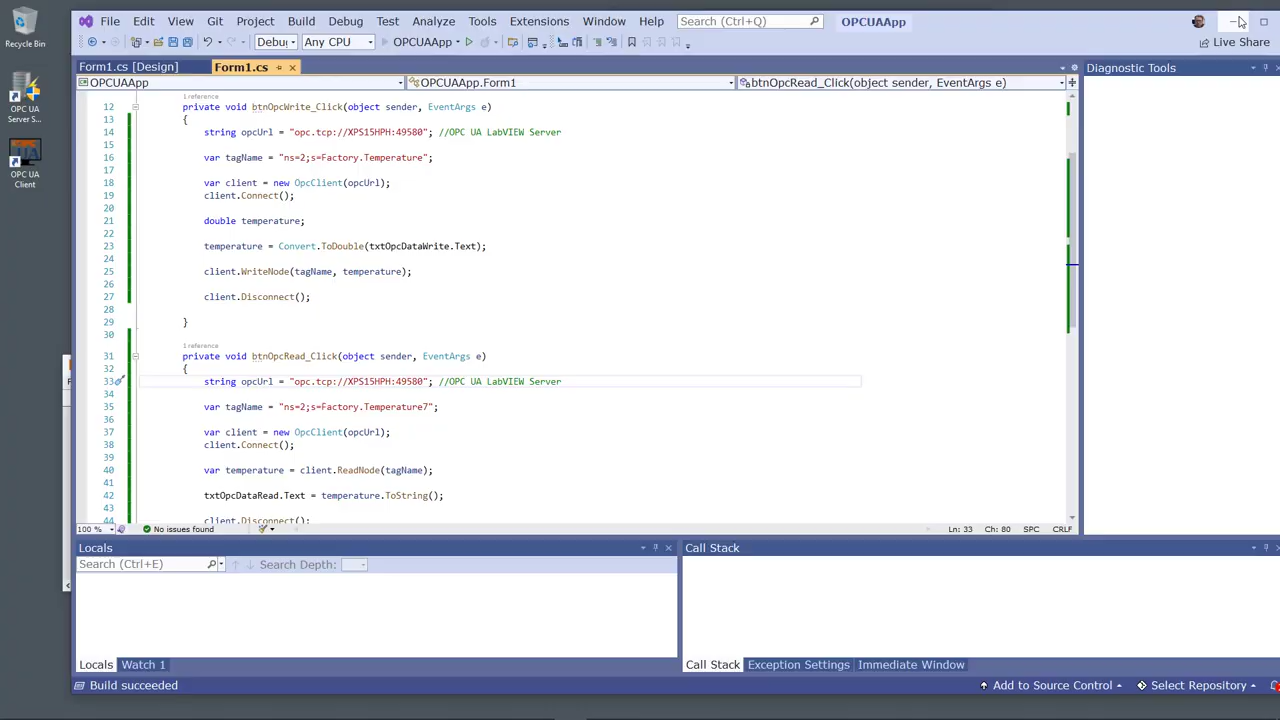 Recycle Bin
OPC UA
Server S...
OPC UA
Client
File Edit View Git Project Build Debug Test Analyze Tools Extensions Window Help Search (Ctrl+Q) OPCUAApp
Debug Any CPU OPCUAApp Live Share
Form1.cs [Design] Form1.cs
OPCUAApp OPCUAApp.Form1 btnOpcRead_Click(object sender, EventArgs e)
Diagnostic Tools
1 reference
12 private void btnOpcWrite_Click(object sender, EventArgs e)
13 {
14 string opcUrl = "opc.tcp://XPS15HPH:49580"; //OPC UA LabVIEW Server
15
16 var tagName = "ns=2;s=Factory.Temperature";
17
18 var client = new OpcClient(opcUrl);
19 client.Connect();
20
21 double temperature;
22
23 temperature = Convert.ToDouble(txtOpcDataWrite.Text);
24
25 client.WriteNode(tagName, temperature);
26
27 client.Disconnect();
28
29 }
30
1 reference
31 private void btnOpcRead_Click(object sender, EventArgs e)
32 {
33 string opcUrl = "opc.tcp://XPS15HPH:49580"; //OPC UA LabVIEW Server
34
35 var tagName = "ns=2;s=Factory.Temperature7";
36
37 var client = new OpcClient(opcUrl);
38 client.Connect();
39
40 var temperature = client.ReadNode(tagName);
41
42 txtOpcDataRead.Text = temperature.ToString();
43
44 client.Disconnect();
100 % No issues found Ln: 33 Ch: 80 SPC CRLF
Locals
Search (Ctrl+E) Search Depth:
Locals Watch 1
Call Stack
Call Stack Exception Settings Immediate Window
Build succeeded Add to Source Control Select Repository